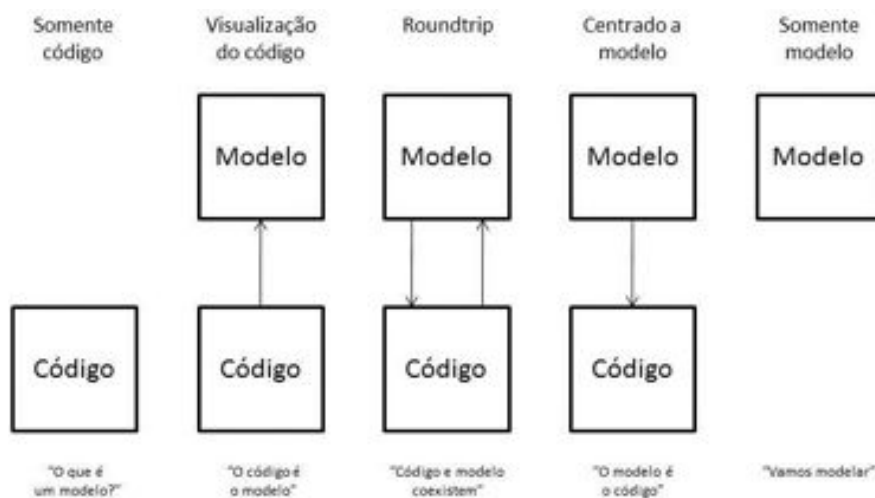 Somente
código
Visualização
do código
Roundtrip
Centrado a
modelo
Somente
modelo
Modelo
Modelo
Modelo
Modelo
Código
Código
Código
Código
"O que é
um modelo?"
"O código é
o modelo"
"Código e modelo
coexistem"
"O modelo é
o código"
"Vamos modelar"